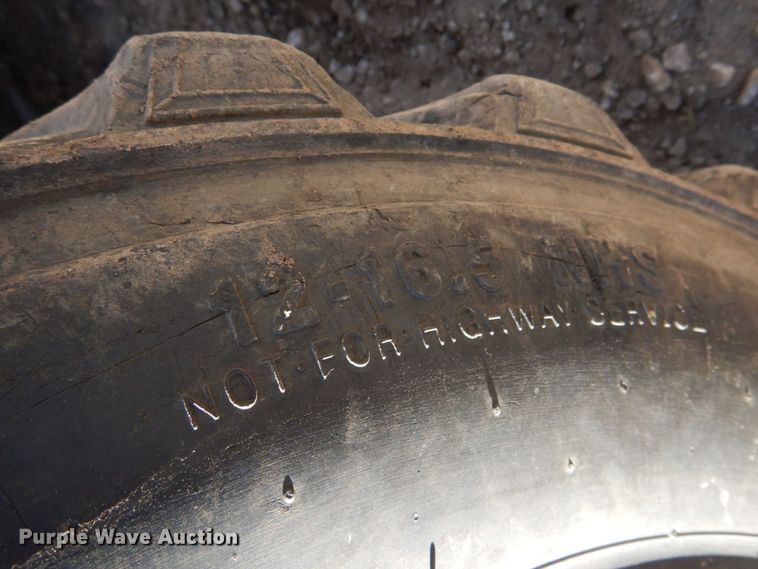 12-16.5 NHS
NOT·FOR·HIGHWAY SERVICE
Purple Wave Auction